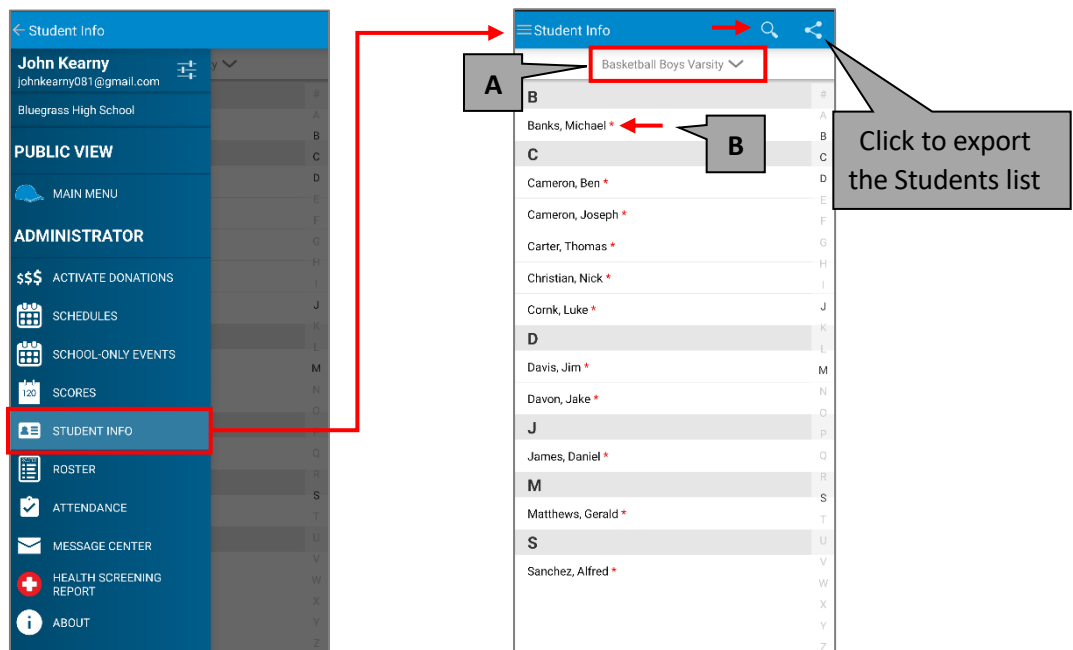 Student Info
John Kearny
johnkearny081@gmail.com
y
Bluegrass High School
PUBLIC VIEW
MAIN MENU
ADMINISTRATOR
$$$ ACTIVATE DONATIONS
SCHEDULES
SCHOOL-ONLY EVENTS
120 SCORES
STUDENT INFO
ROSTER
ATTENDANCE
MESSAGE CENTER
HEALTH SCREENING
REPORT
ABOUT
#
A
B
C
D
E
F
G
H
I
J
K
L
M
N
O
P
Q
R
S
T
U
V
W
X
Y
Z
Student Info
Basketball Boys Varsity
A
B
Banks, Michael *
B
C
Cameron, Ben *
Cameron, Joseph *
Carter, Thomas *
Christian, Nick *
Cornk, Luke *
D
Davis, Jim *
Davon, Jake *
J
James, Daniel *
M
Matthews, Gerald *
S
Sanchez, Alfred *
#
A
B
C
D
E
F
G
H
I
J
K
L
M
N
O
P
Q
R
S
T
U
V
W
X
Y
Z
Click to export
the Students list